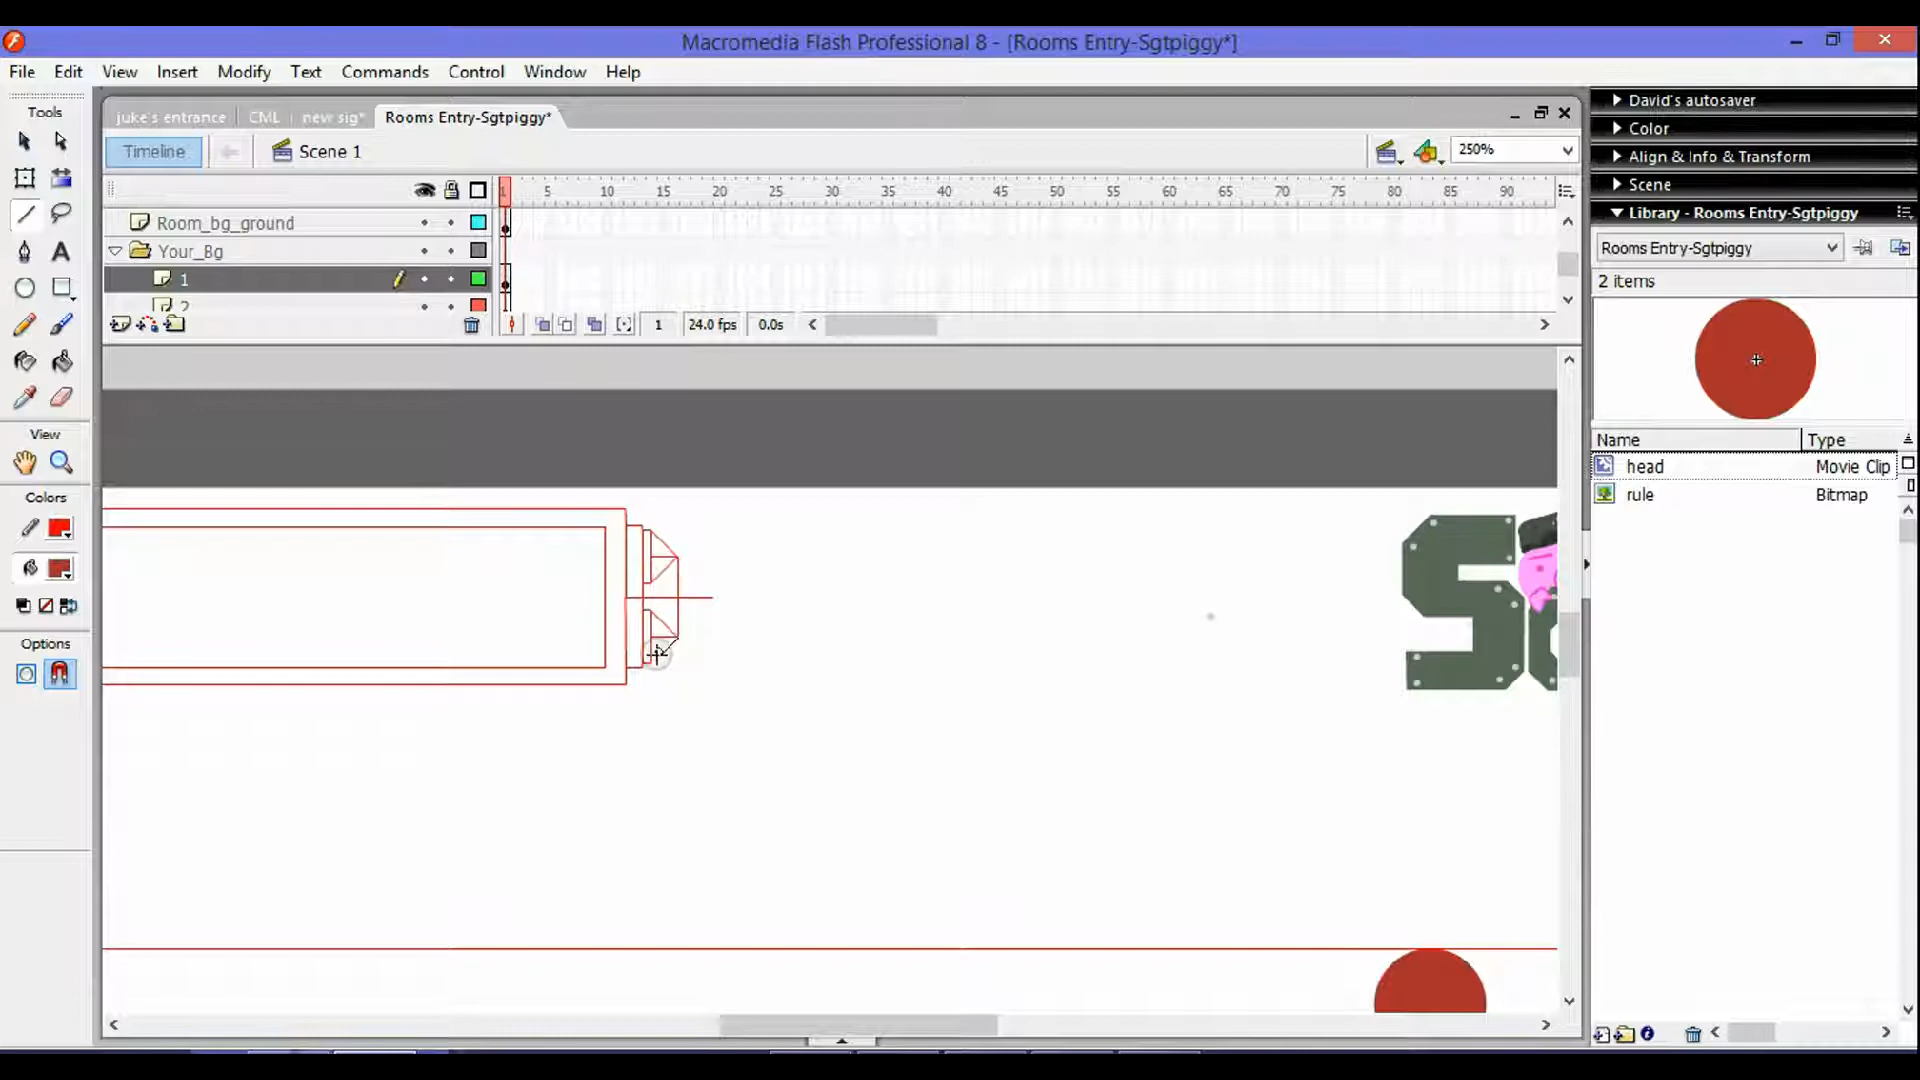 Macromedia Flash Professional 8 - [Rooms Entry-Sgtpiggy*]
File Edit View Insert Modify Text Commands Control Window Help
Tools
juke's entrance CML new sig* Rooms Entry-Sgtpiggy*
Timeline Scene 1 250%
1 5 10 15 20 25 30 35 40 45 50 55 60 65 70 75 80 85 90
Room_bg_ground
Your_Bg
1
2
1 24.0 fps 0.0s
View
Colors
Options
David's autosaver
Color
Align & Info & Transform
Scene
Library - Rooms Entry-Sgtpiggy
Rooms Entry-Sgtpiggy
2 items
Name Type
head Movie Clip
rule Bitmap
S